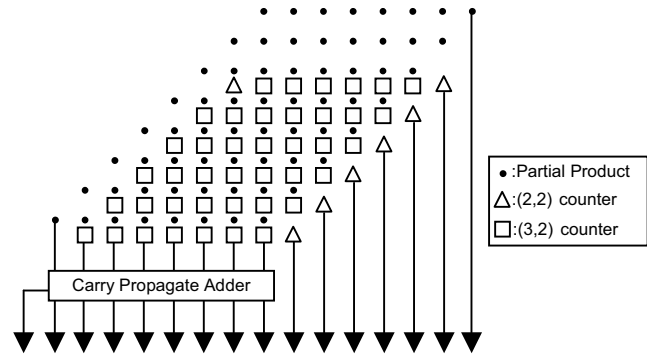 :Partial Product
:(2,2) counter
:(3,2) counter
Carry Propagate Adder